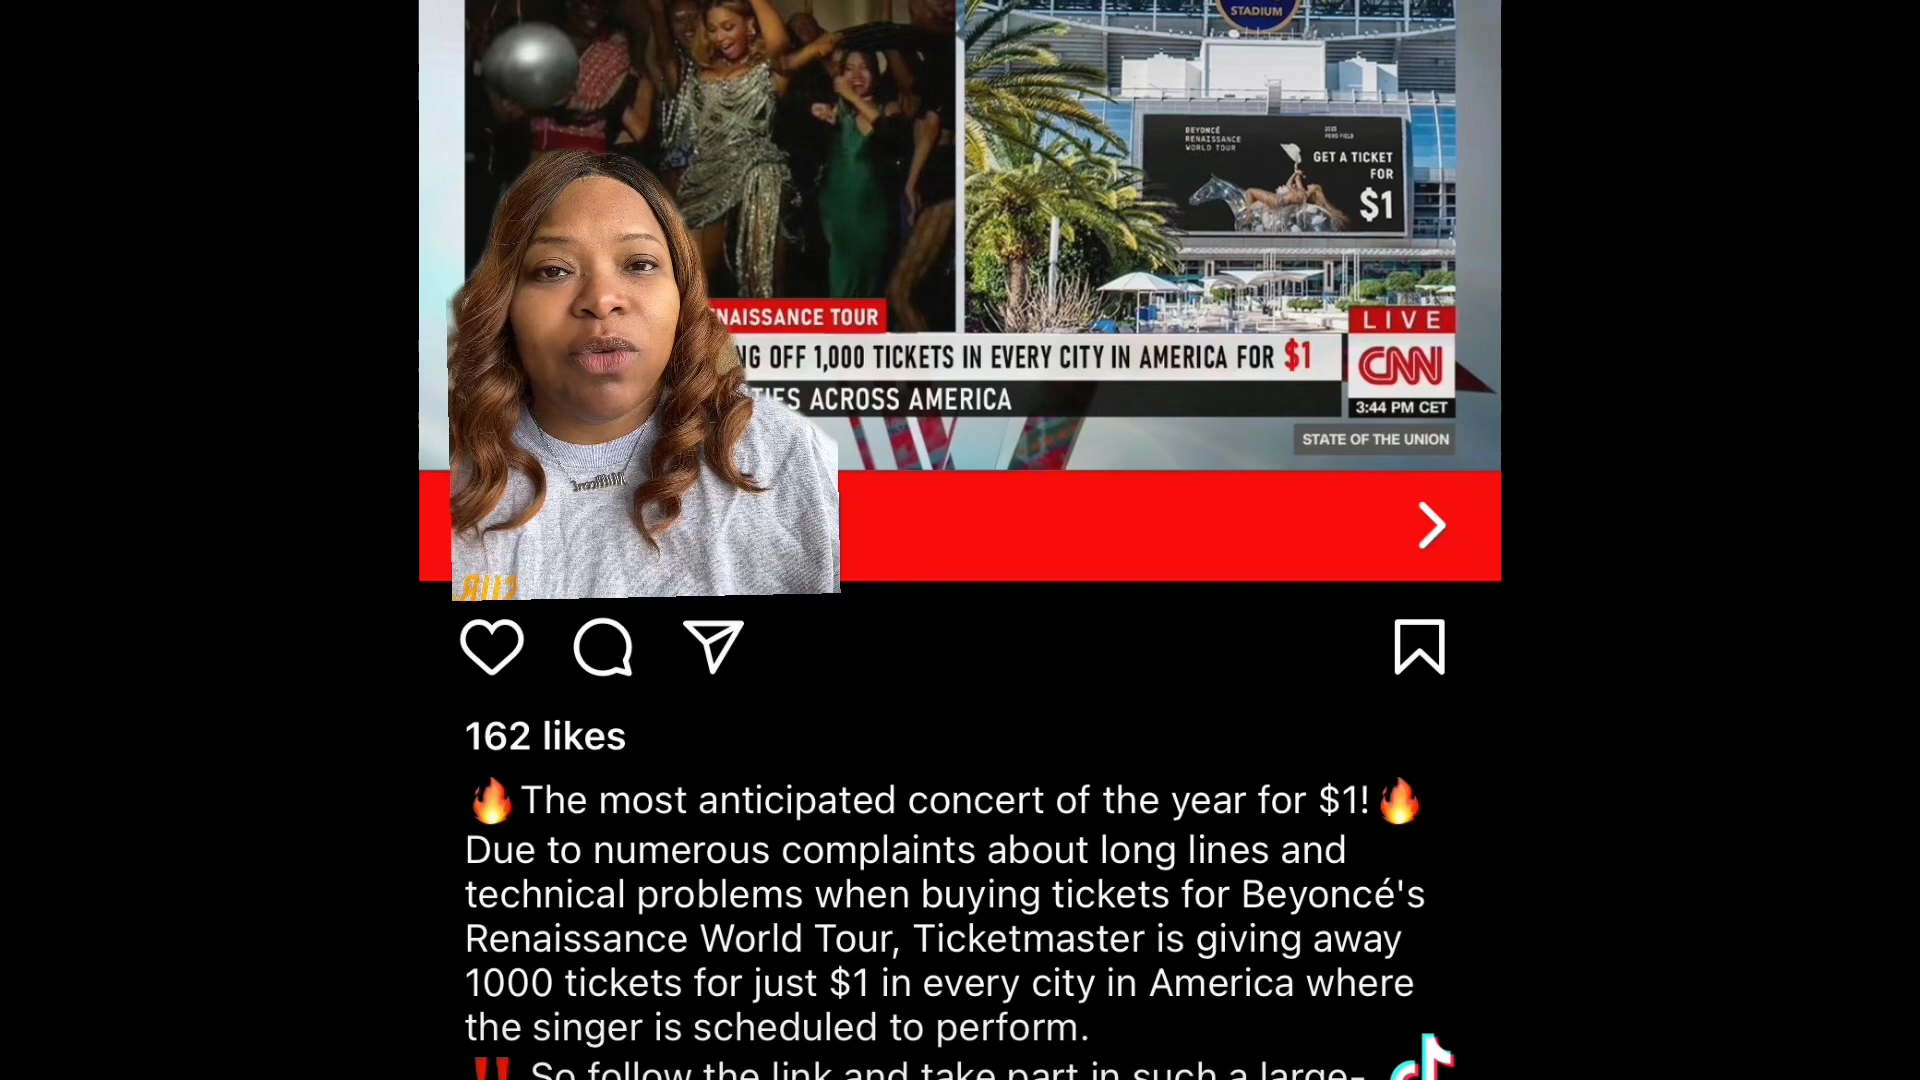 STADIUM
BEYONCÉ
RENAISSANCE
WORLD TOUR
2023
FORD FIELD
GET A TICKET
FOR
$1
NAISSANCE TOUR
LIVE
NG OFF 1,000 TICKETS IN EVERY CITY IN AMERICA FOR $1
CNN
TIES ACROSS AMERICA
3:44 PM CET
STATE OF THE UNION
162 likes
🔥The most anticipated concert of the year for $1!🔥
Due to numerous complaints about long lines and
technical problems when buying tickets for Beyoncé's
Renaissance World Tour, Ticketmaster is giving away
1000 tickets for just $1 in every city in America where
the singer is scheduled to perform.
‼️ So follow the link and take part in such a large-